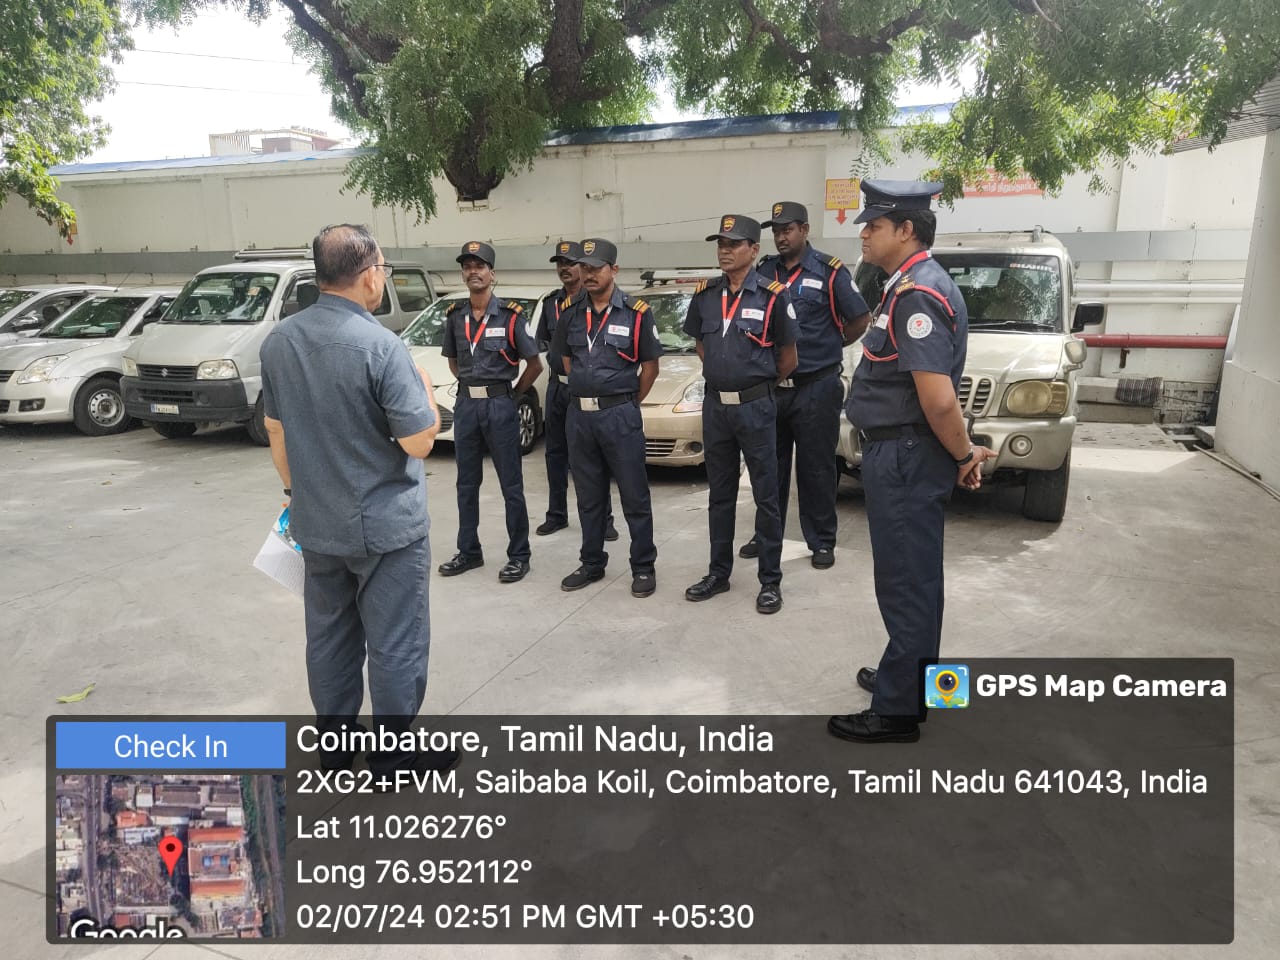 GPS Map Camera
Check In
Coimbatore, Tamil Nadu, India
2XG2+FVM, Saibaba Koil, Coimbatore, Tamil Nadu 641043, India
Lat 11.026276°
Long 76.952112°
02/07/24 02:51 PM GMT +05:30
Google